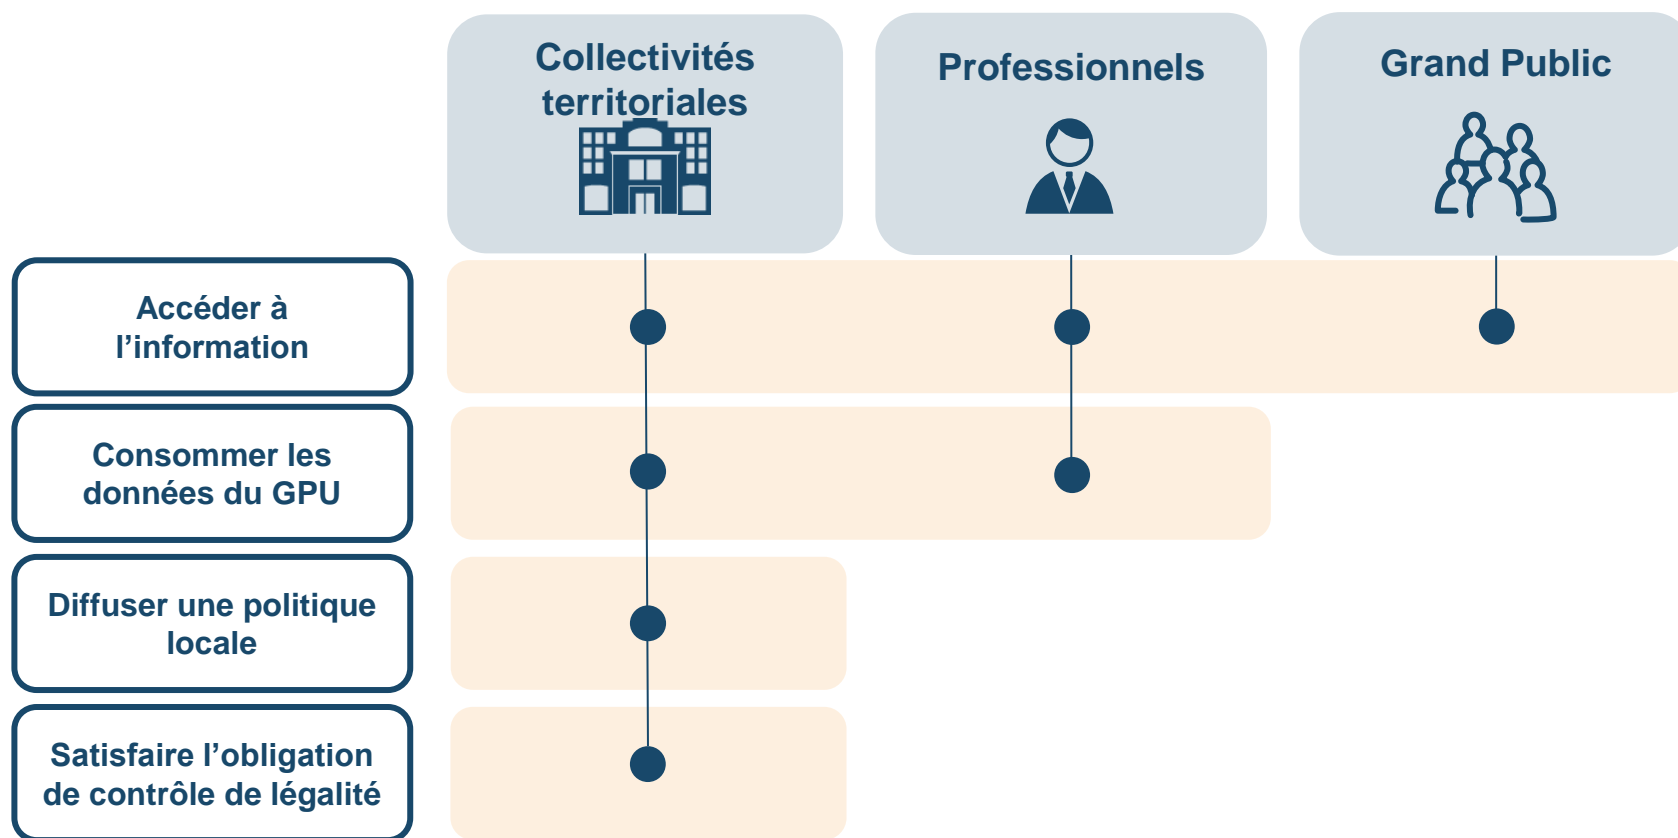 Collectivités
territoriales
Professionnels
Grand Public
Accéder à
l’information
Consommer les
données du GPU
Diffuser une politique
locale
Satisfaire l’obligation
de contrôle de légalité